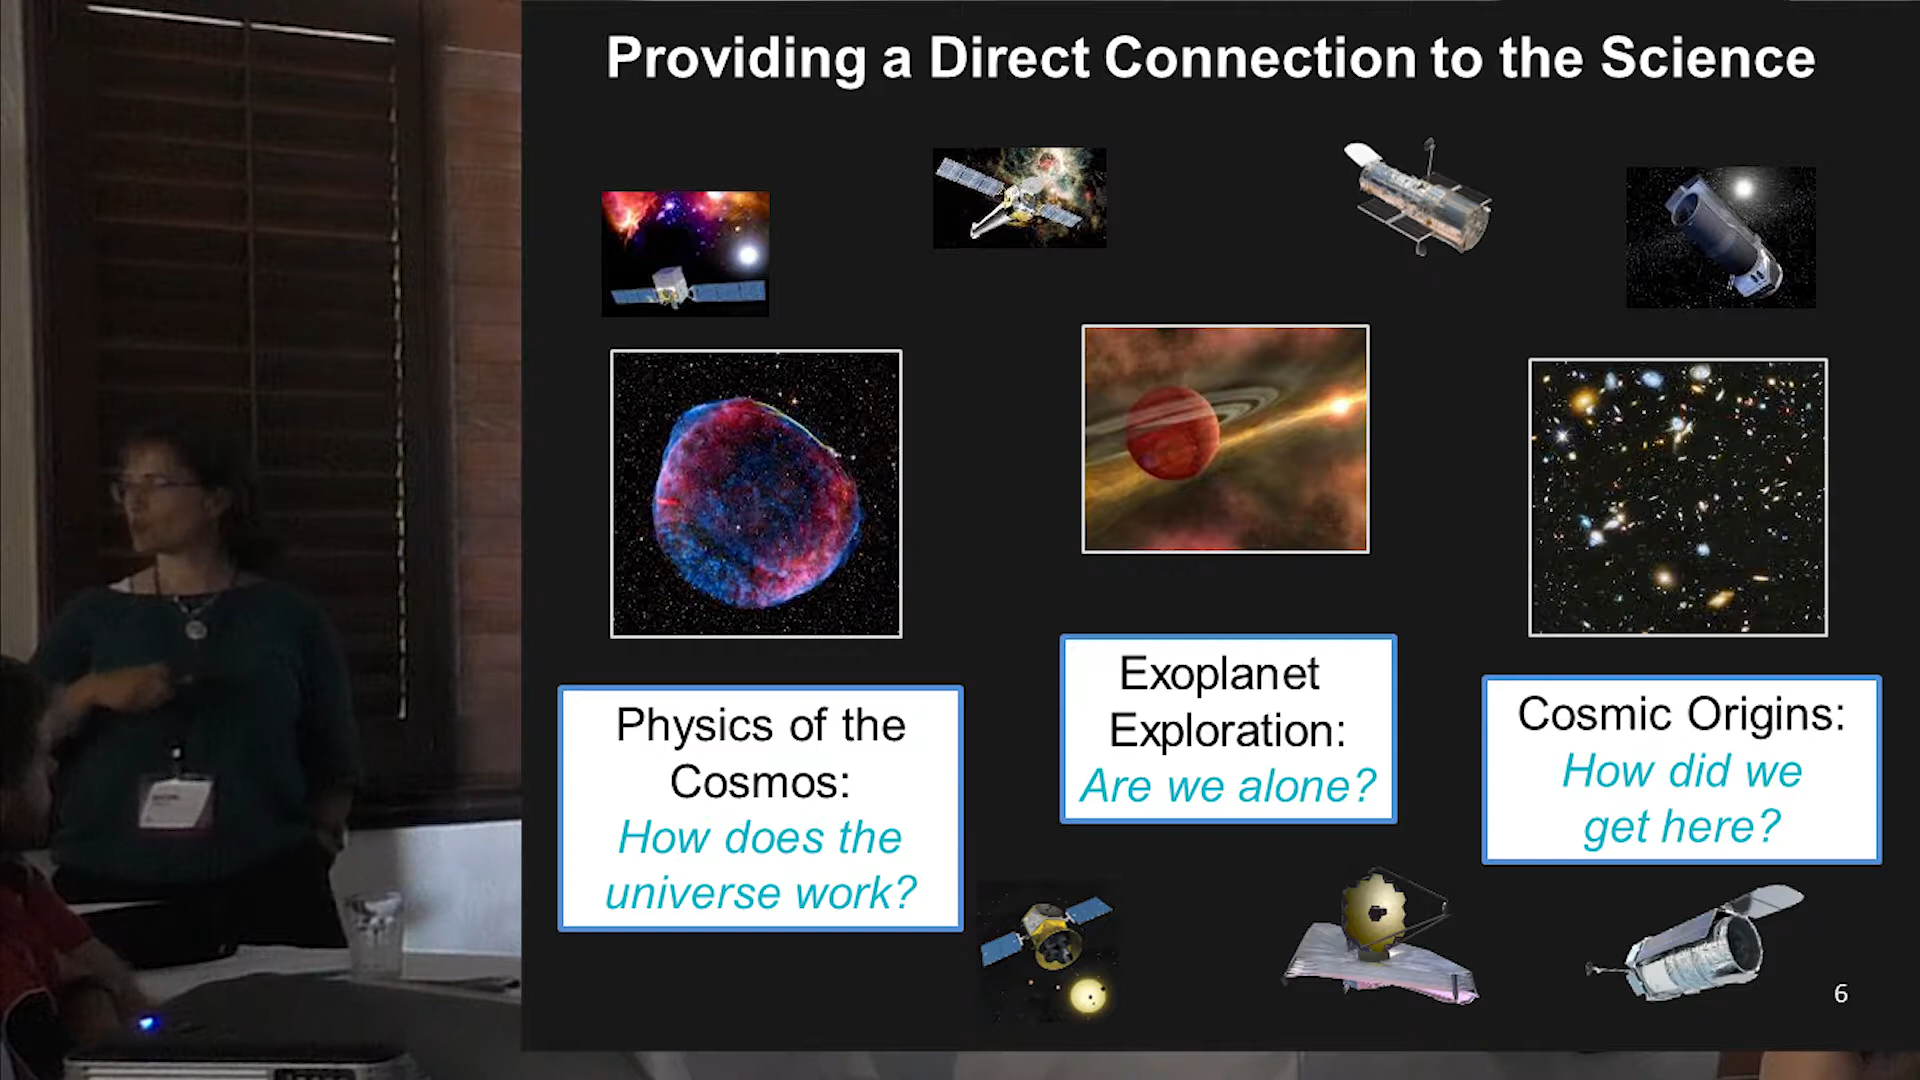 Providing a Direct Connection to the Science
Physics of the
Cosmos:
How does the
universe work?
Exoplanet
Exploration:
Are we alone?
Cosmic Origins:
How did we
get here?
6